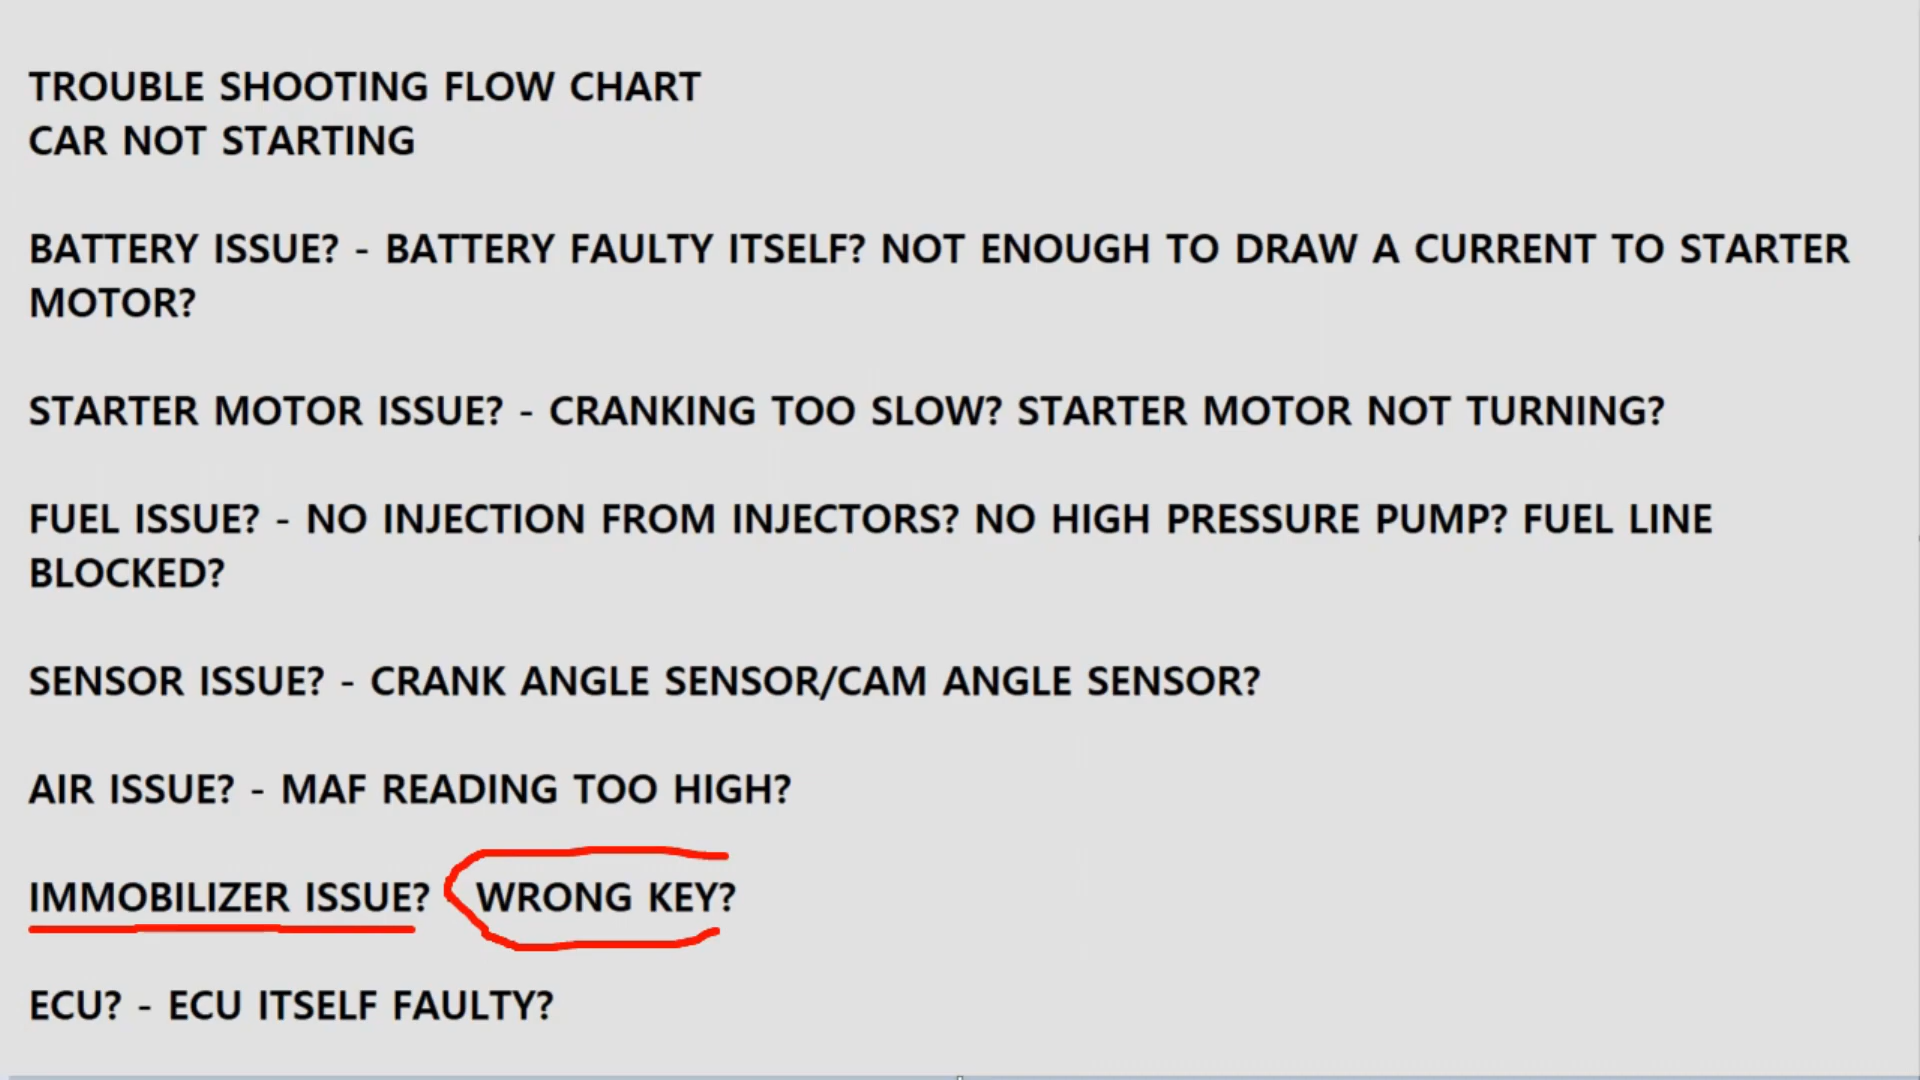 TROUBLE SHOOTING FLOW CHART
CAR NOT STARTING
BATTERY ISSUE? - BATTERY FAULTY ITSELF? NOT ENOUGH TO DRAW A CURRENT TO STARTER
MOTOR?
STARTER MOTOR ISSUE? - CRANKING TOO SLOW? STARTER MOTOR NOT TURNING?
FUEL ISSUE? - NO INJECTION FROM INJECTORS? NO HIGH PRESSURE PUMP? FUEL LINE
BLOCKED?
SENSOR ISSUE? - CRANK ANGLE SENSOR/CAM ANGLE SENSOR?
AIR ISSUE? - MAF READING TOO HIGH?
IMMOBILIZER ISSUE? WRONG KEY?
ECU? - ECU ITSELF FAULTY?